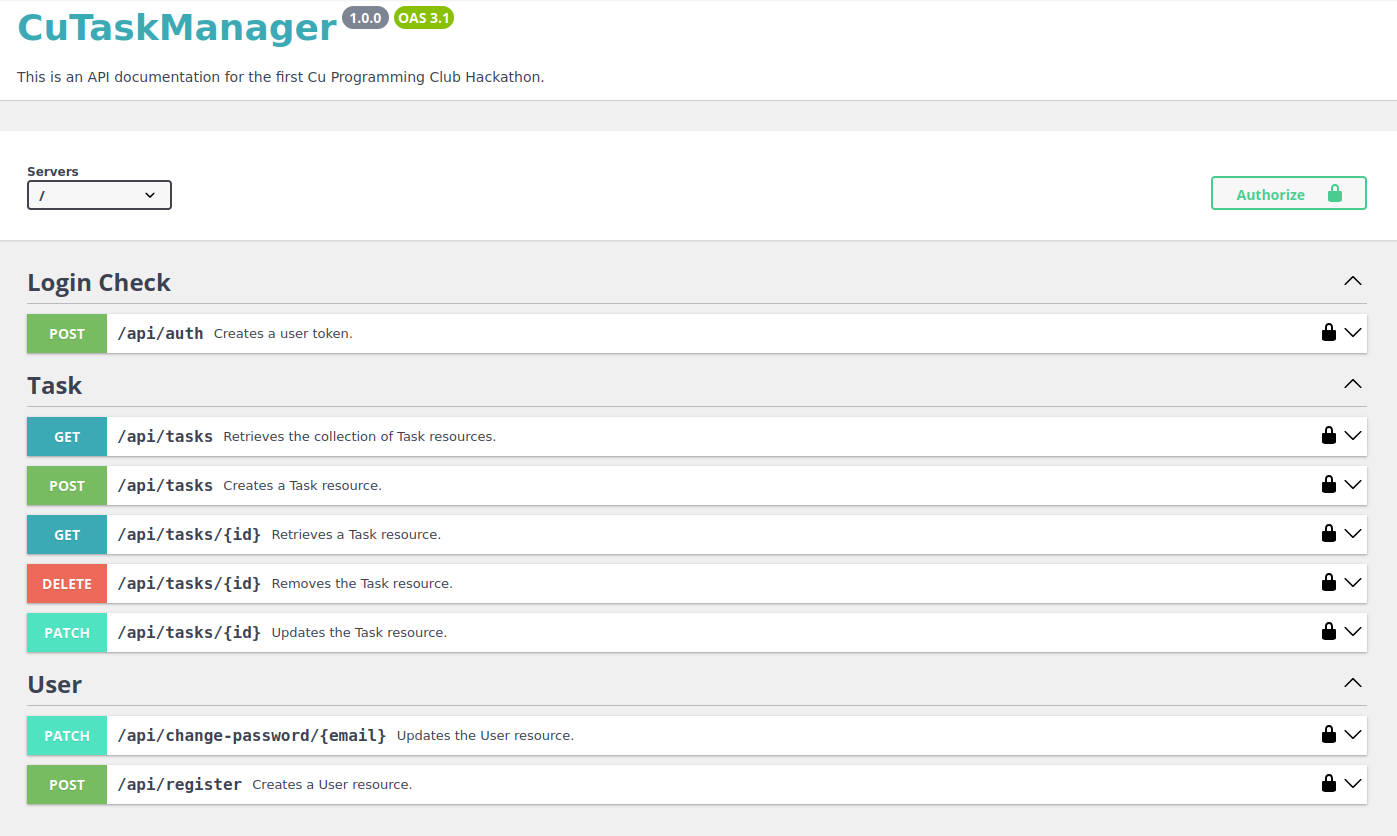 CuTaskManager 1.0.0 OAS 3.1
This is an API documentation for the first Cu Programming Club Hackathon.
Servers
/
Authorize
Login Check
POST /api/auth Creates a user token.
Task
GET /api/tasks Retrieves the collection of Task resources.
POST /api/tasks Creates a Task resource.
GET /api/tasks/{id} Retrieves a Task resource.
DELETE /api/tasks/{id} Removes the Task resource.
PATCH /api/tasks/{id} Updates the Task resource.
User
PATCH /api/change-password/{email} Updates the User resource.
POST /api/register Creates a User resource.